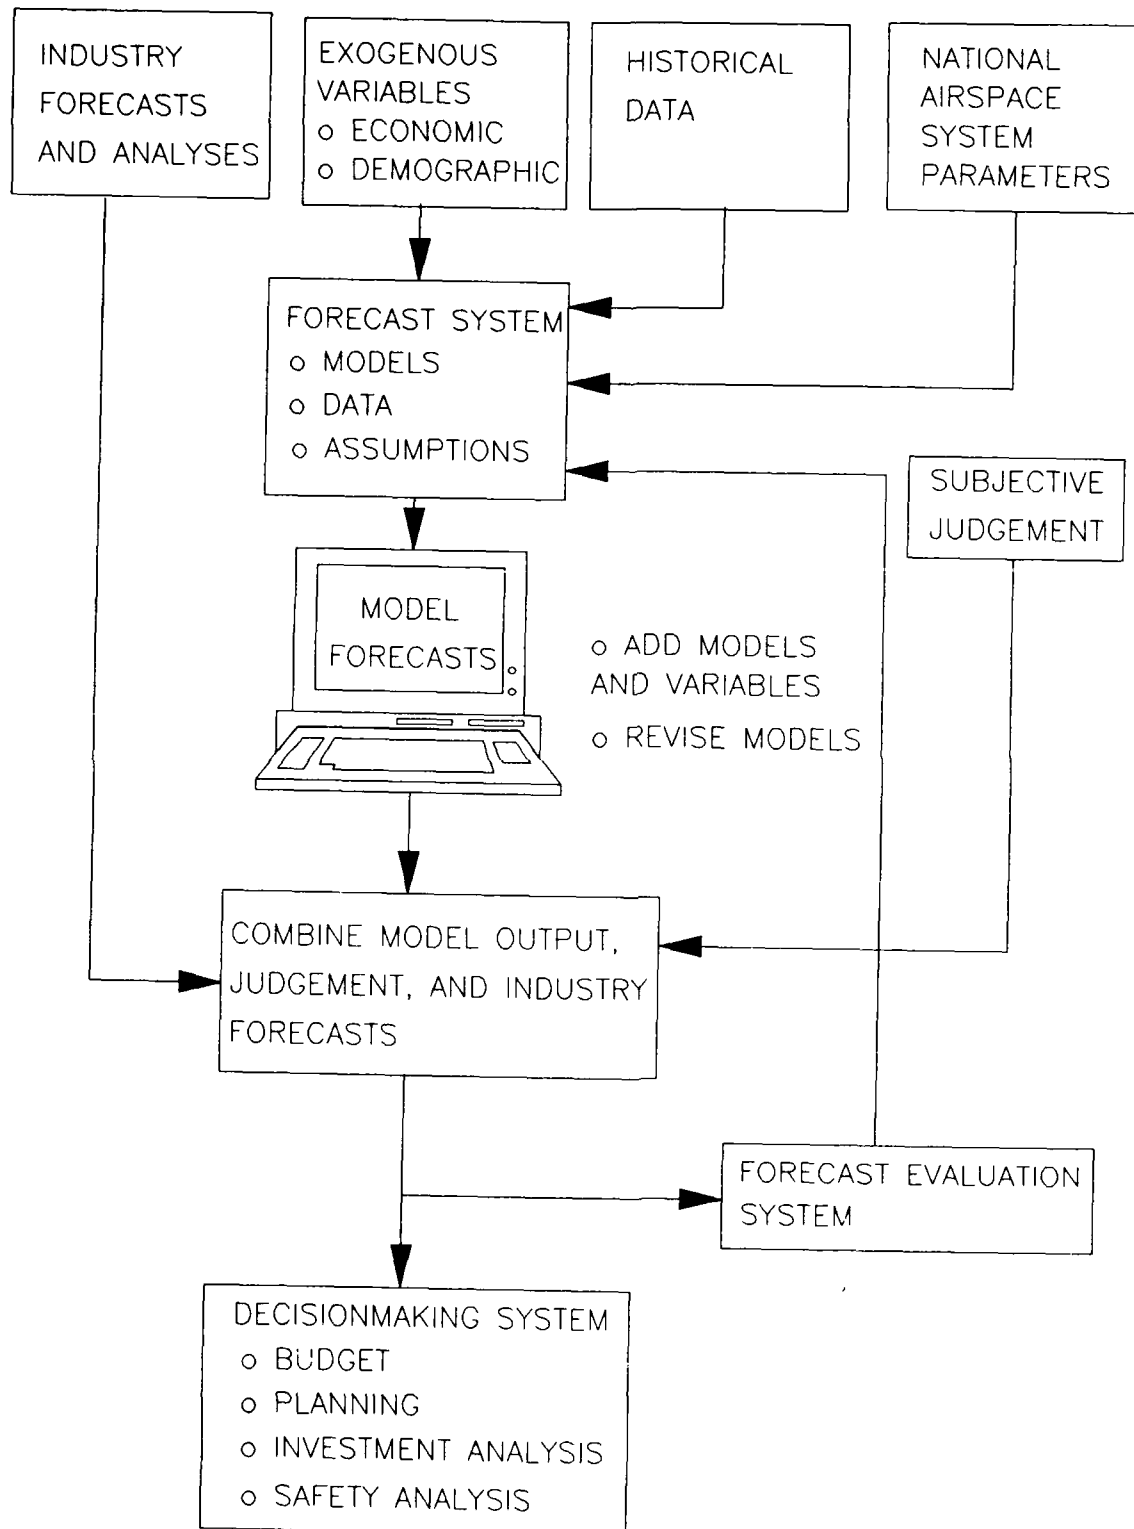 INDUSTRY
FORECASTS
AND ANALYSES
EXOGENOUS
VARIABLES
o ECONOMIC
o DEMOGRAPHIC
HISTORICAL
DATA
NATIONAL
AIRSPACE
SYSTEM
PARAMETERS
FORECAST SYSTEM
o MODELS
o DATA
o ASSUMPTIONS
SUBJECTIVE
JUDGEMENT
MODEL
FORECASTS
o ADD MODELS
AND VARIABLES
o REVISE MODELS
COMBINE MODEL OUTPUT,
JUDGEMENT, AND INDUSTRY
FORECASTS
FORECAST EVALUATION
SYSTEM
DECISIONMAKING SYSTEM
o BUDGET
o PLANNING
o INVESTMENT ANALYSIS
o SAFETY ANALYSIS